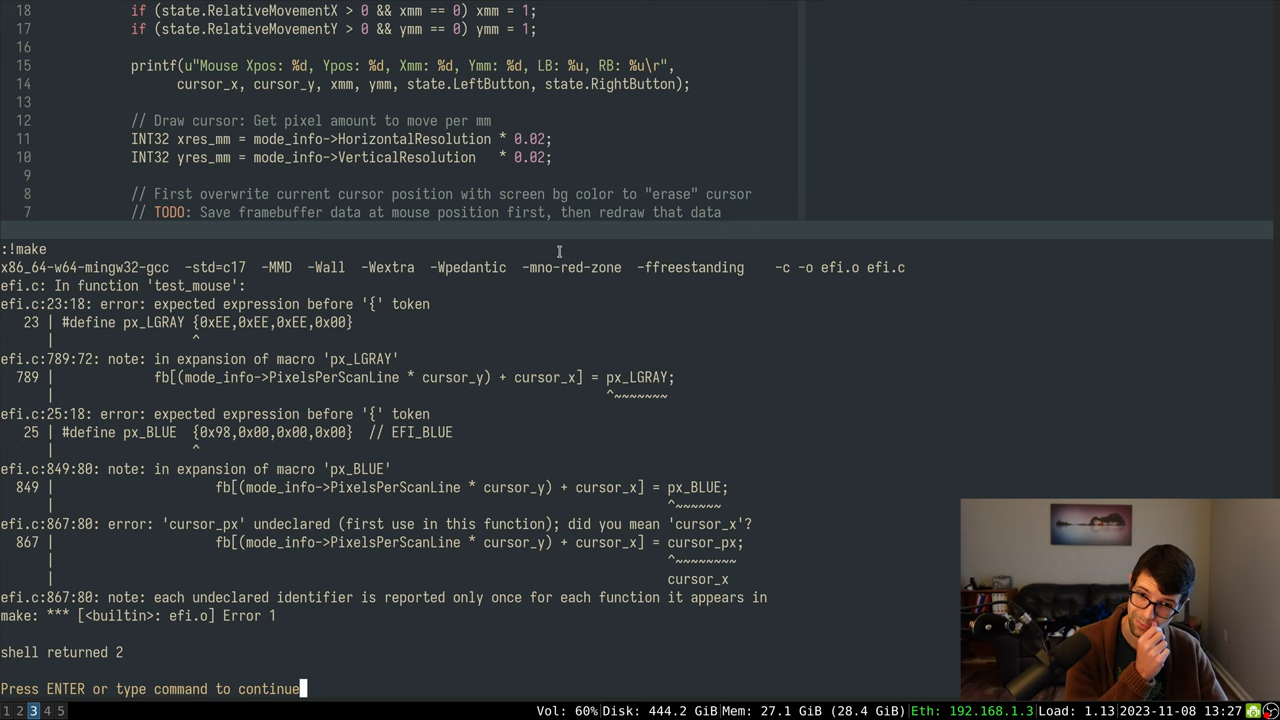 18             if (state.RelativeMovementX > 0 && xmm == 0) xmm = 1;
17             if (state.RelativeMovementY > 0 && ymm == 0) ymm = 1;
16
15             printf(u"Mouse Xpos: %d, Ypos: %d, Xmm: %d, Ymm: %d, LB: %u, RB: %u\r",
14                   cursor_x, cursor_y, xmm, ymm, state.LeftButton, state.RightButton);
13
12             // Draw cursor: Get pixel amount to move per mm
11             INT32 xres_mm = mode_info->HorizontalResolution * 0.02;
10             INT32 yres_mm = mode_info->VerticalResolution   * 0.02;
9
8             // First overwrite current cursor position with screen bg color to "erase" cursor
7             // TODO: Save framebuffer data at mouse position first, then redraw that data
:!make
x86_64-w64-mingw32-gcc  -std=c17  -MMD  -Wall  -Wextra  -Wpedantic  -mno-red-zone  -ffreestanding    -c -o efi.o efi.c
efi.c: In function 'test_mouse':
efi.c:23:18: error: expected expression before '{' token
   23 | #define px_LGRAY {0xEE,0xEE,0xEE,0x00}
      |                  ^
efi.c:789:72: note: in expansion of macro 'px_LGRAY'
  789 |             fb[(mode_info->PixelsPerScanLine * cursor_y) + cursor_x] = px_LGRAY;
      |                                                                        ^~~~~~~~
efi.c:25:18: error: expected expression before '{' token
   25 | #define px_BLUE  {0x98,0x00,0x00,0x00}  // EFI_BLUE
      |                  ^
efi.c:849:80: note: in expansion of macro 'px_BLUE'
  849 |                     fb[(mode_info->PixelsPerScanLine * cursor_y) + cursor_x] = px_BLUE;
      |                                                                                ^~~~~~~
efi.c:867:80: error: 'cursor_px' undeclared (first use in this function); did you mean 'cursor_x'?
  867 |                     fb[(mode_info->PixelsPerScanLine * cursor_y) + cursor_x] = cursor_px;
      |                                                                                ^~~~~~~~~
      |                                                                                cursor_x
efi.c:867:80: note: each undeclared identifier is reported only once for each function it appears in
make: *** [<builtin>: efi.o] Error 1
shell returned 2
Press ENTER or type command to continue
1 2 3 4 5 Vol: 60%|Disk: 444.2 GiB|Mem: 27.1 GiB (28.4 GiB)|Eth: 192.168.1.3|Load: 1.13 2023-11-08 13:27